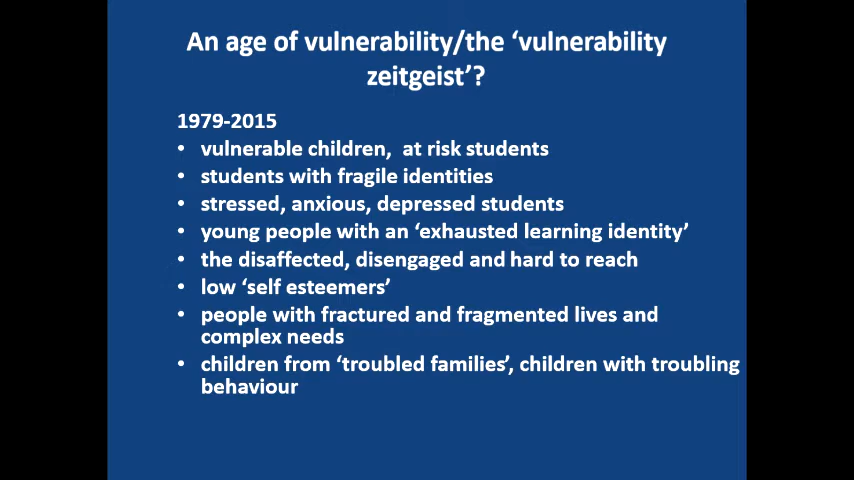 An age of vulnerability/the ‘vulnerability
zeitgeist’?
1979-2015
• vulnerable children, at risk students
• students with fragile identities
• stressed, anxious, depressed students
• young people with an ‘exhausted learning identity’
• the disaffected, disengaged and hard to reach
• low ‘self esteemers’
• people with fractured and fragmented lives and
complex needs
• children from ‘troubled families’, children with troubling
behaviour